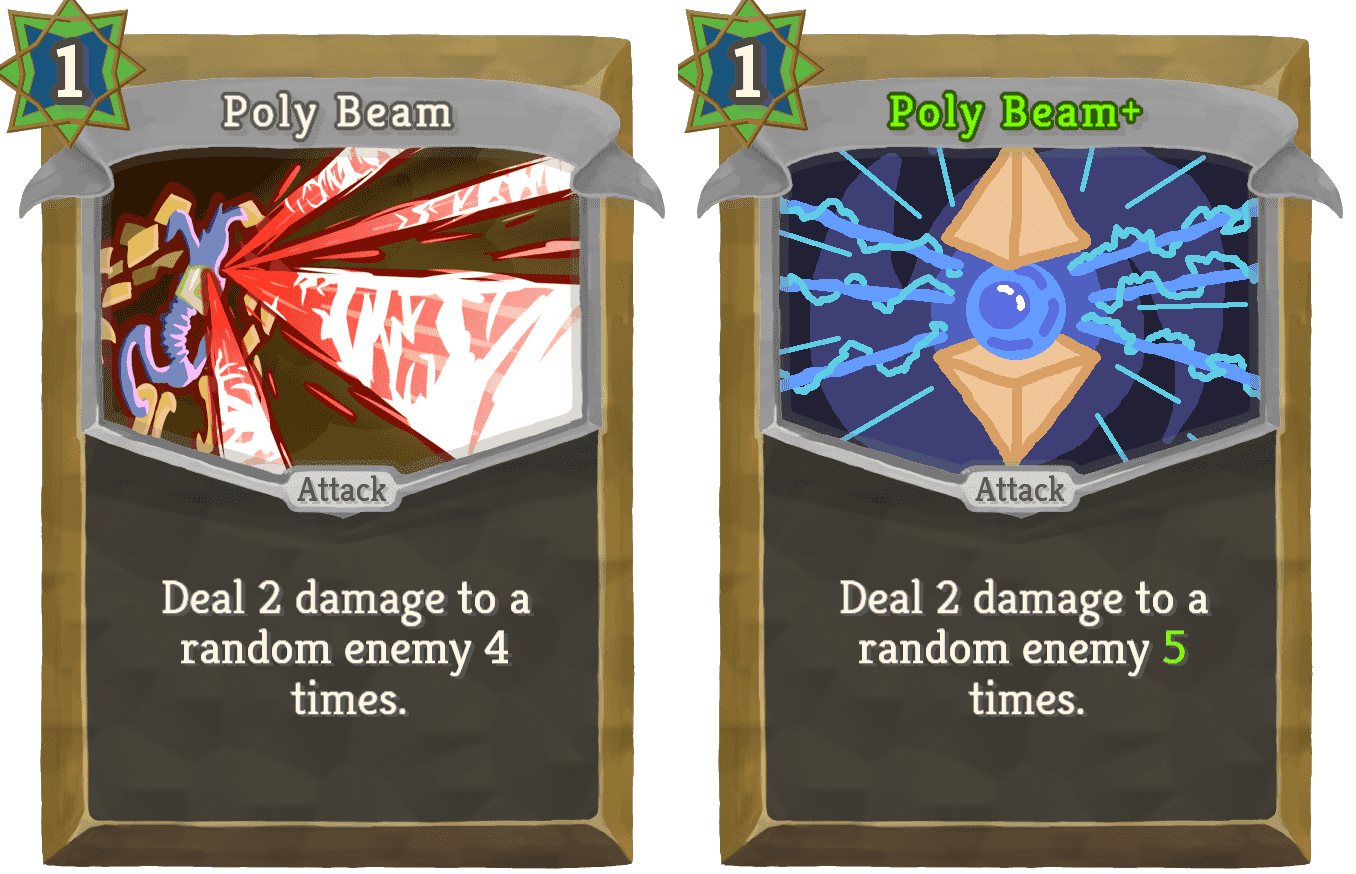 1
Poly Beam
Attack
Deal 2 damage to a
random enemy 4
times.
1
Poly Beam+
Attack
Deal 2 damage to a
random enemy 5
times.